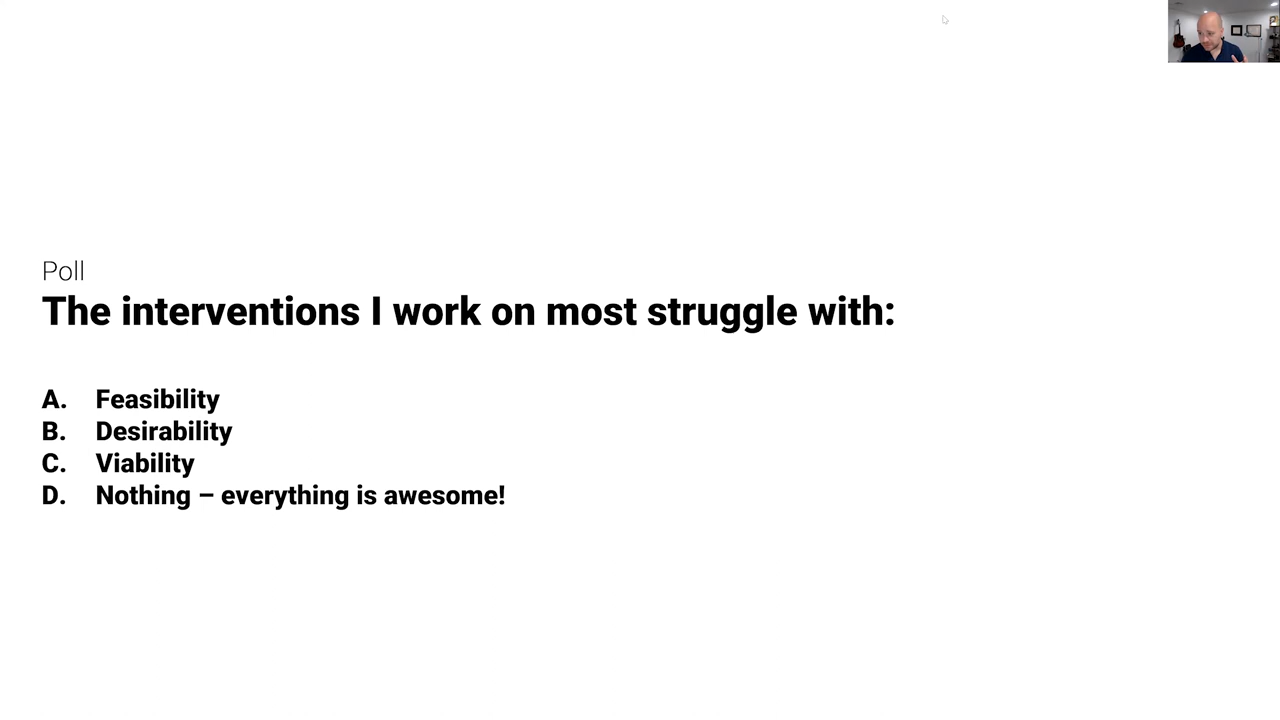 Poll
The interventions I work on most struggle with:
A. Feasibility
B. Desirability
C. Viability
D. Nothing – everything is awesome!